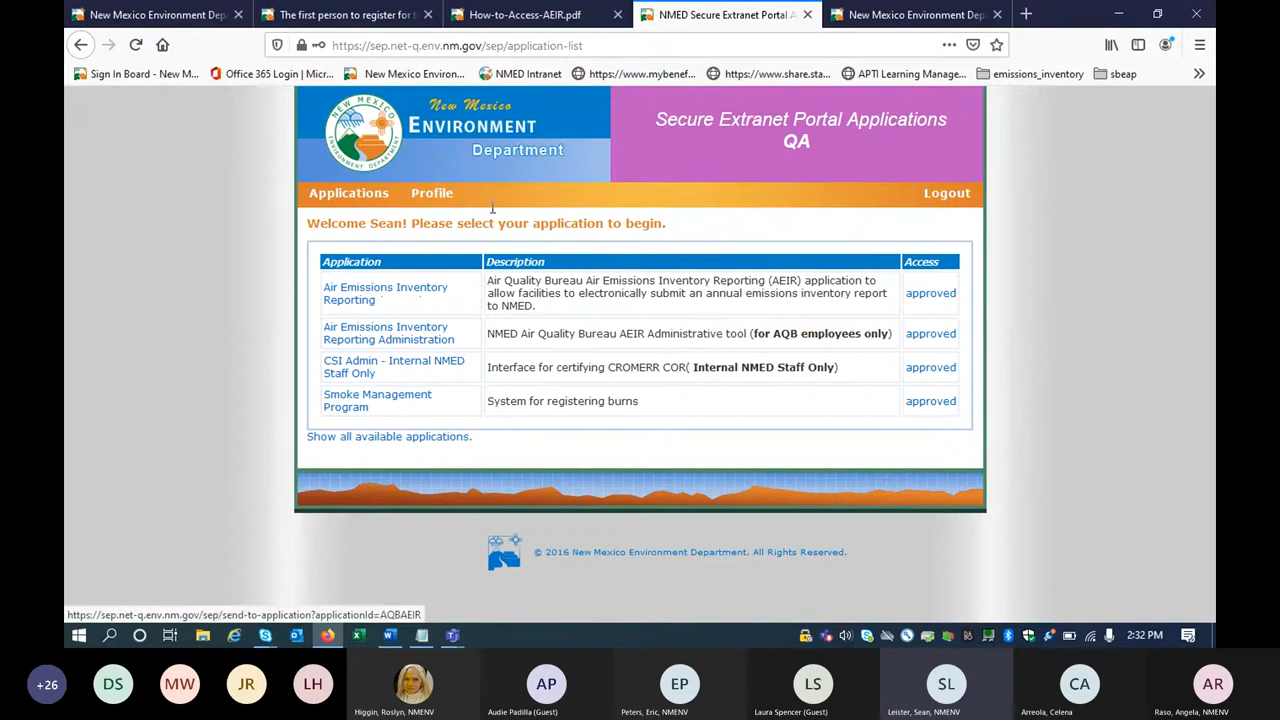 New Mexico Environment Depa
The first person to register for t
How-to-Access-AEIR.pdf
NMED Secure Extranet Portal A
New Mexico Environment Depa
https://sep.net-q.env.nm.gov/sep/application-list
Sign In Board - New M...
Office 365 Login | Micr...
New Mexico Environ...
NMED Intranet
https://www.mybenef...
https://www.share.sta...
APTI Learning Manage...
emissions_inventory
sbeap
NEW MEXICO
ENVIRONMENT DEPARTMENT
New Mexico
ENVIRONMENT
Department
Secure Extranet Portal Applications
QA
Applications Profile Logout
Welcome Sean! Please select your application to begin.
Application Description Access
Air Emissions Inventory
Reporting
Air Quality Bureau Air Emissions Inventory Reporting (AEIR) application to
allow facilities to electronically submit an annual emissions inventory report
to NMED.
approved
Air Emissions Inventory
Reporting Administration
NMED Air Quality Bureau AEIR Administrative tool (for AQB employees only)
approved
CSI Admin - Internal NMED
Staff Only
Interface for certifying CROMERR COR( Internal NMED Staff Only)
approved
Smoke Management
Program
System for registering burns
approved
Show all available applications.
© 2016 New Mexico Environment Department. All Rights Reserved.
https://sep.net-q.env.nm.gov/sep/send-to-application?applicationId=AQBAEIR
2:32 PM
+26
DS
MW
JR
LH
AP
EP
LS
SL
CA
AR
Higgin, Roslyn, NMENV
Audie Padilla (Guest)
Peters, Eric, NMENV
Laura Spencer (Guest)
Leister, Sean, NMENV
Arreola, Celena
Raso, Angela, NMENV